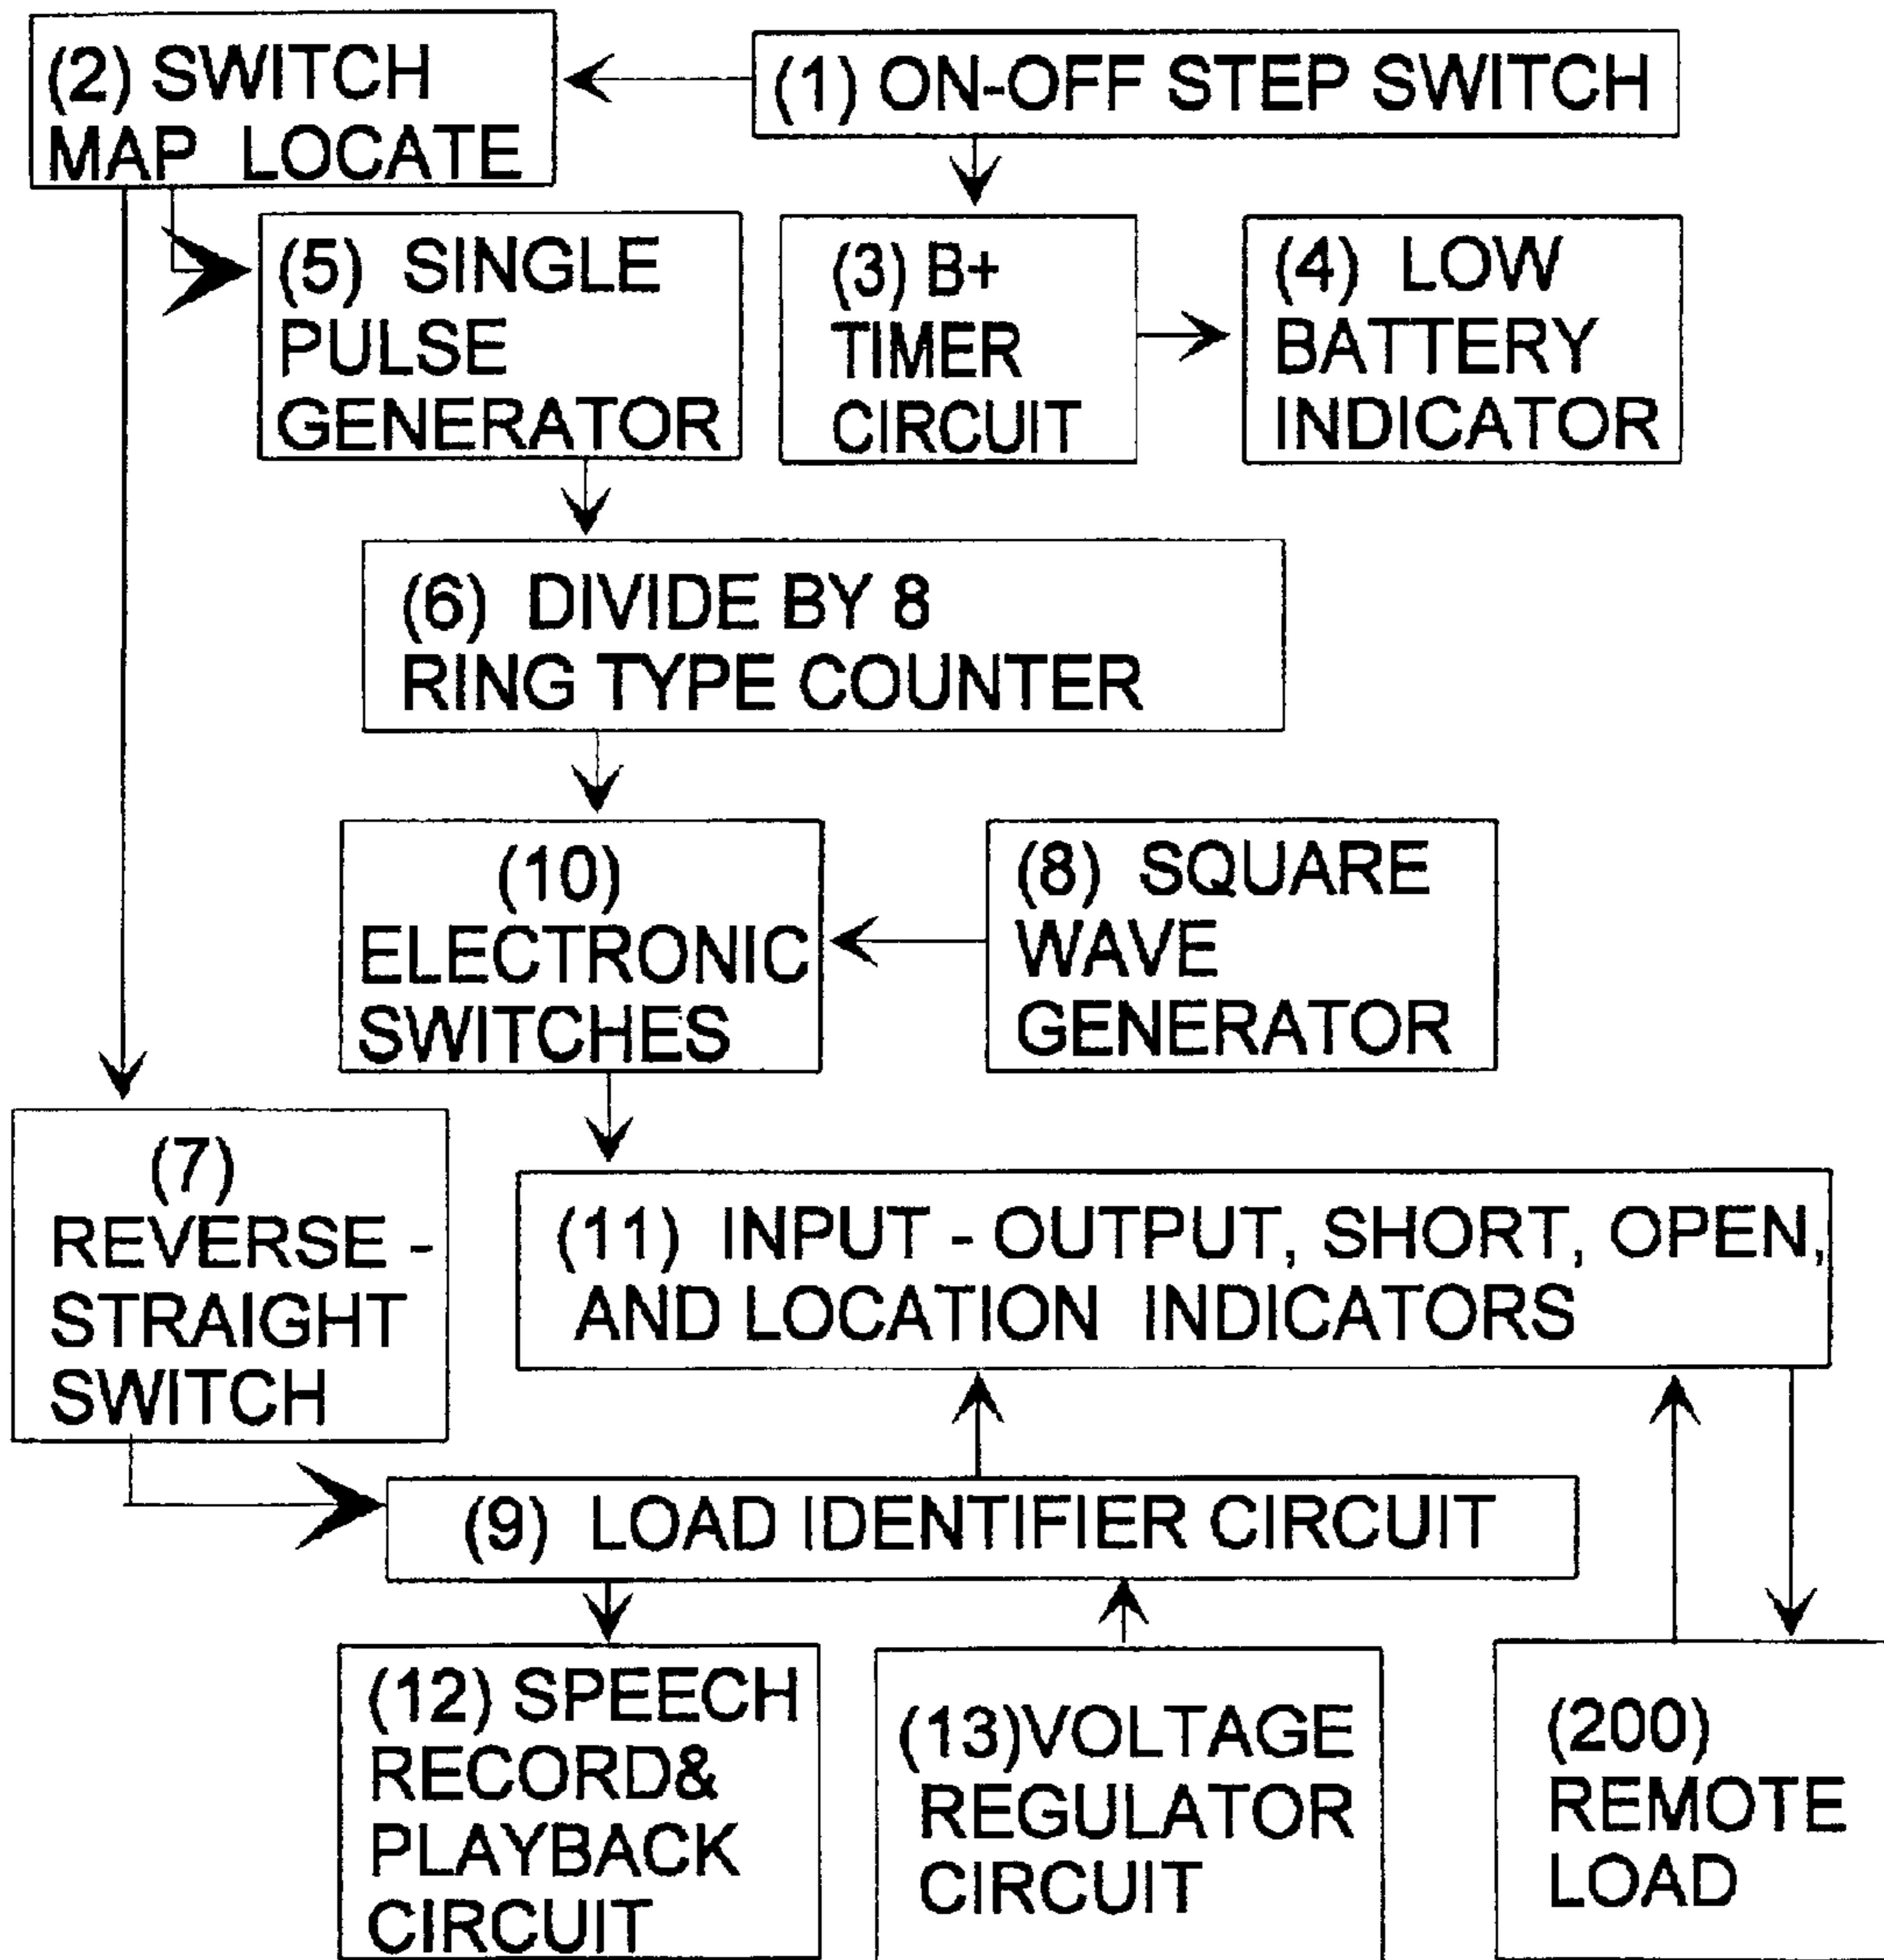 (2) SWITCH
MAP LOCATE
(1) ON-OFF STEP SWITCH
(5) SINGLE
PULSE
GENERATOR
(3) B+
TIMER
CIRCUIT
(4) LOW
BATTERY
INDICATOR
(6) DIVIDE BY 8
RING TYPE COUNTER
(10)
ELECTRONIC
SWITCHES
(8) SQUARE
WAVE
GENERATOR
(7)
REVERSE -
STRAIGHT
SWITCH
(11) INPUT - OUTPUT, SHORT, OPEN,
AND LOCATION INDICATORS
(9) LOAD IDENTIFIER CIRCUIT
(12) SPEECH
RECORD&
PLAYBACK
CIRCUIT
(13)VOLTAGE
REGULATOR
CIRCUIT
(200)
REMOTE
LOAD